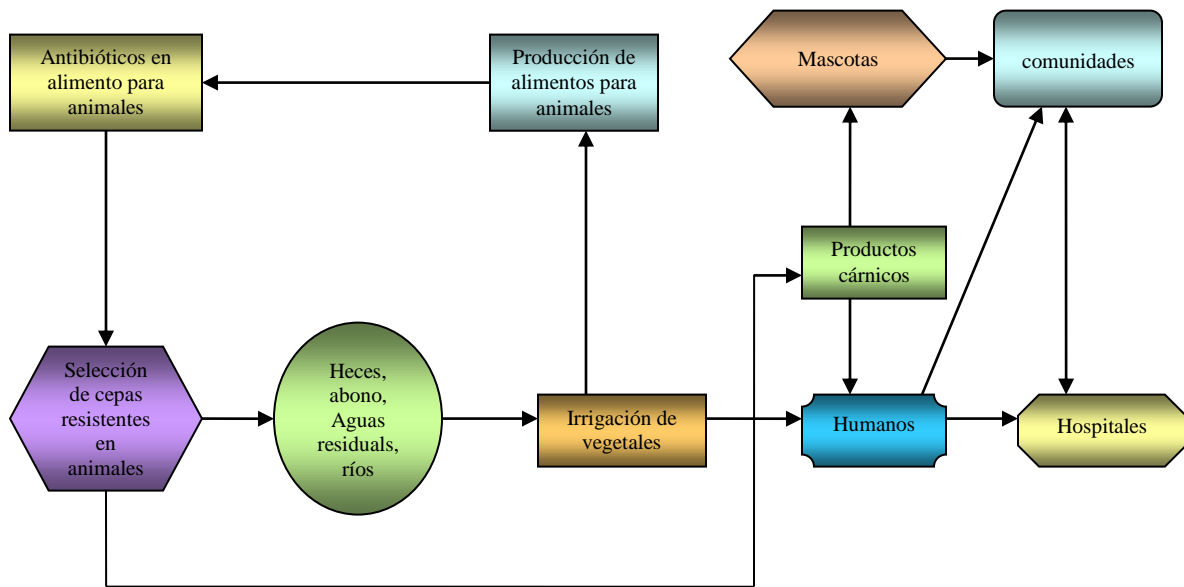 Antibióticos en
alimento para
animales
Producción de
alimentos para
animales
Mascotas
comunidades
Productos
cárnicos
Selección
de cepas
resistentes
en
animales
Heces,
abono,
Aguas
residuals,
ríos
Irrigación de
vegetales
Humanos
Hospitales